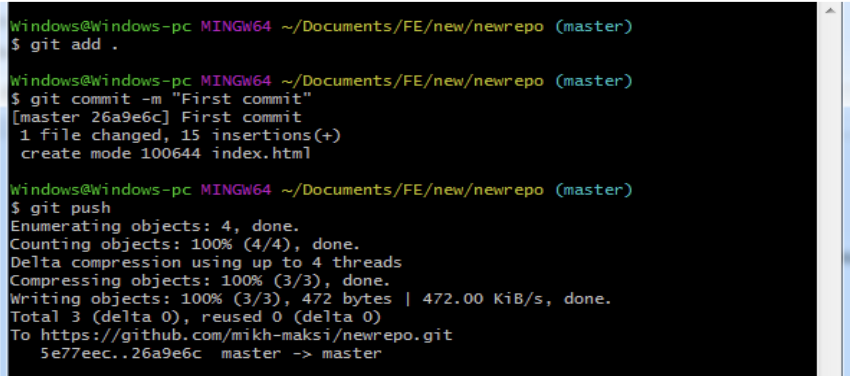 Windows@Windows-pc MINGW64 ~/Documents/FE/new/newrepo (master)
$ git add .
Windows@Windows-pc MINGW64 ~/Documents/FE/new/newrepo (master)
$ git commit -m "First commit"
[master 26a9e6c] First commit
 1 file changed, 15 insertions(+)
 create mode 100644 index.html
Windows@Windows-pc MINGW64 ~/Documents/FE/new/newrepo (master)
$ git push
Enumerating objects: 4, done.
Counting objects: 100% (4/4), done.
Delta compression using up to 4 threads
Compressing objects: 100% (3/3), done.
Writing objects: 100% (3/3), 472 bytes | 472.00 KiB/s, done.
Total 3 (delta 0), reused 0 (delta 0)
To https://github.com/mikh-maksi/newrepo.git
   5e77eec..26a9e6c  master -> master